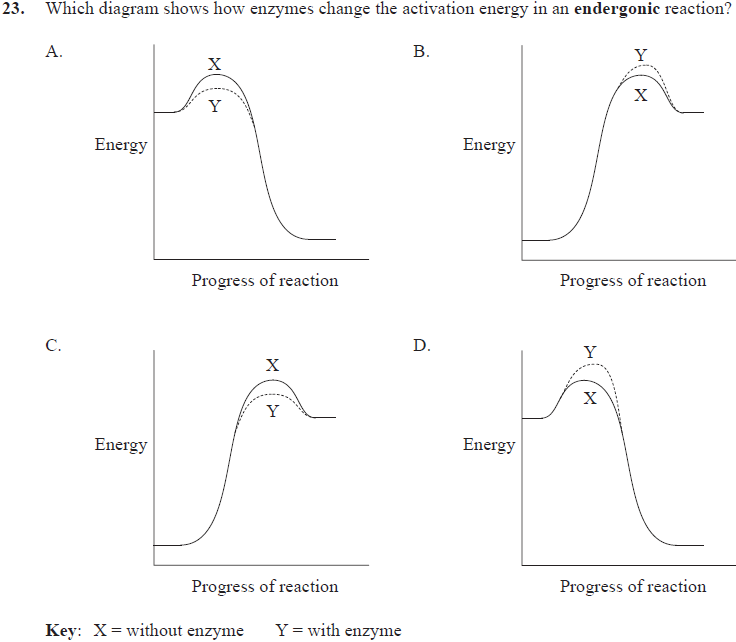 23. Which diagram shows how enzymes change the activation energy in an endergonic reaction?
A.
X
Y
Energy
Progress of reaction
B.
Y
X
Energy
Progress of reaction
C.
X
Y
Energy
Progress of reaction
D.
Y
X
Energy
Progress of reaction
Key: X = without enzyme Y = with enzyme